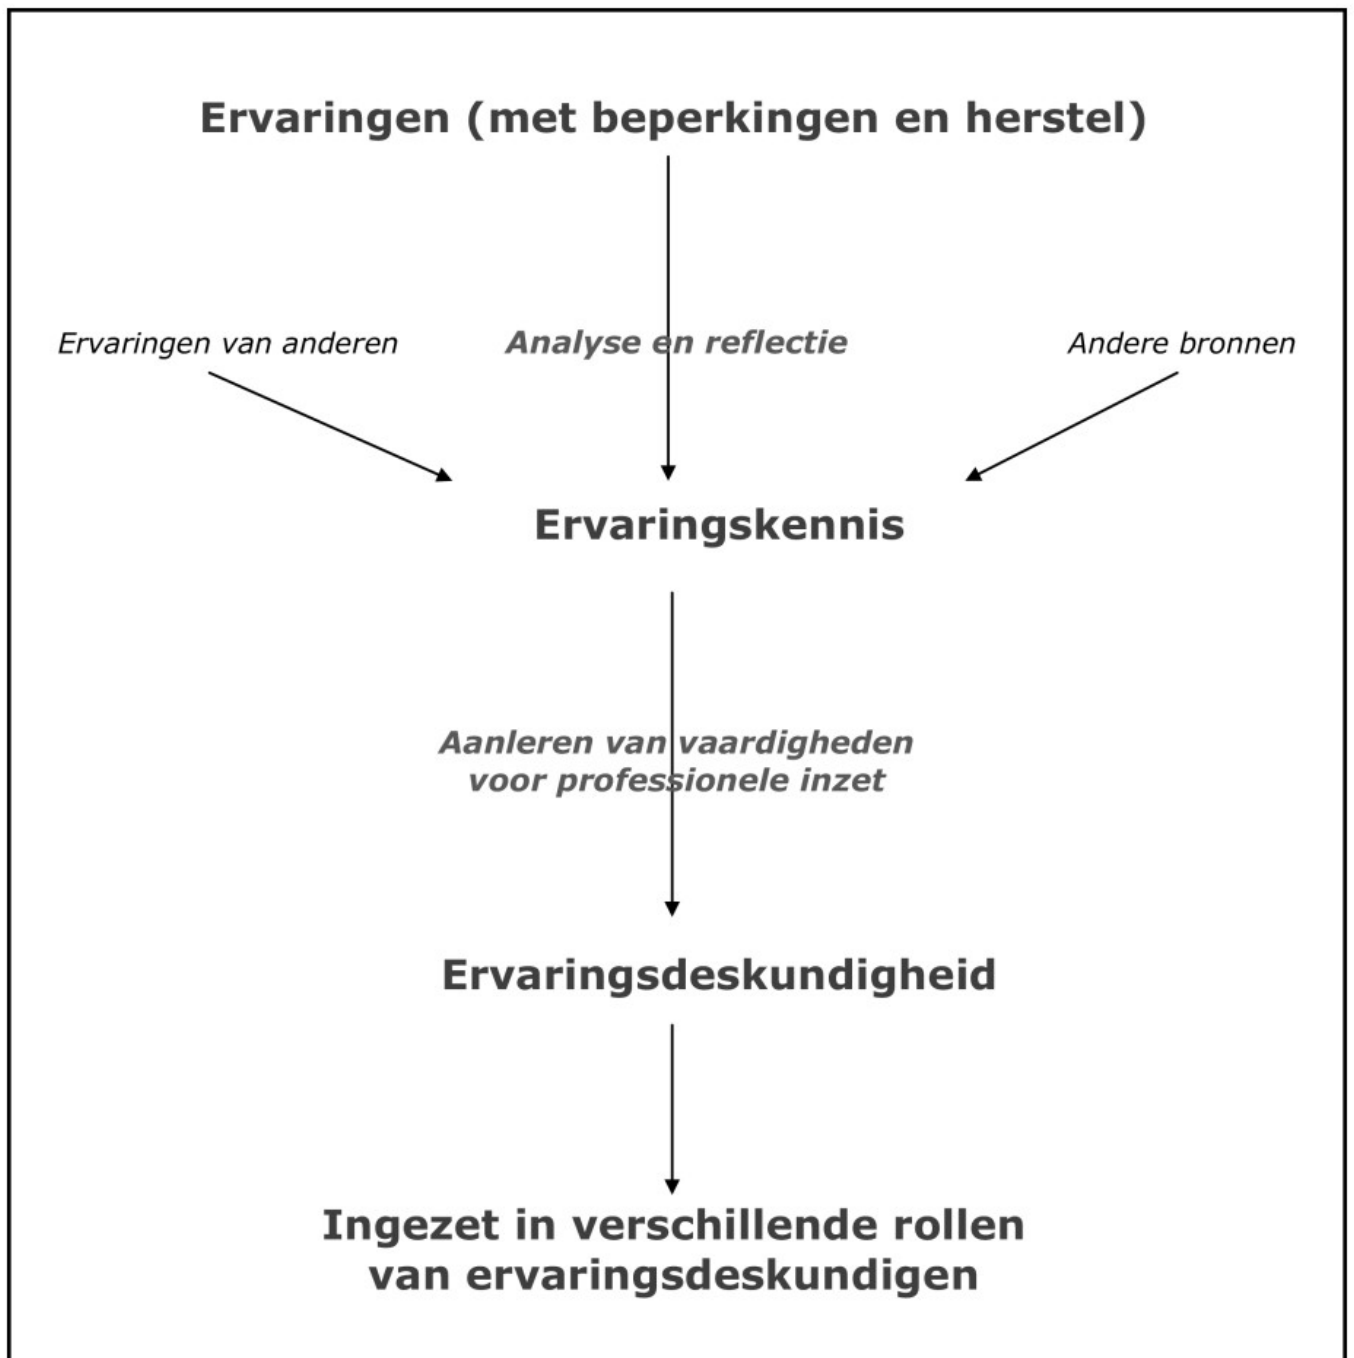 Ervaringen (met beperkingen en herstel)
Ervaringen van anderen
Analyse en reflectie
Andere bronnen
Ervaringskennis
Aanleren van vaardigheden
voor professionele inzet
Ervaringsdeskundigheid
Ingezet in verschillende rollen
van ervaringsdeskundigen